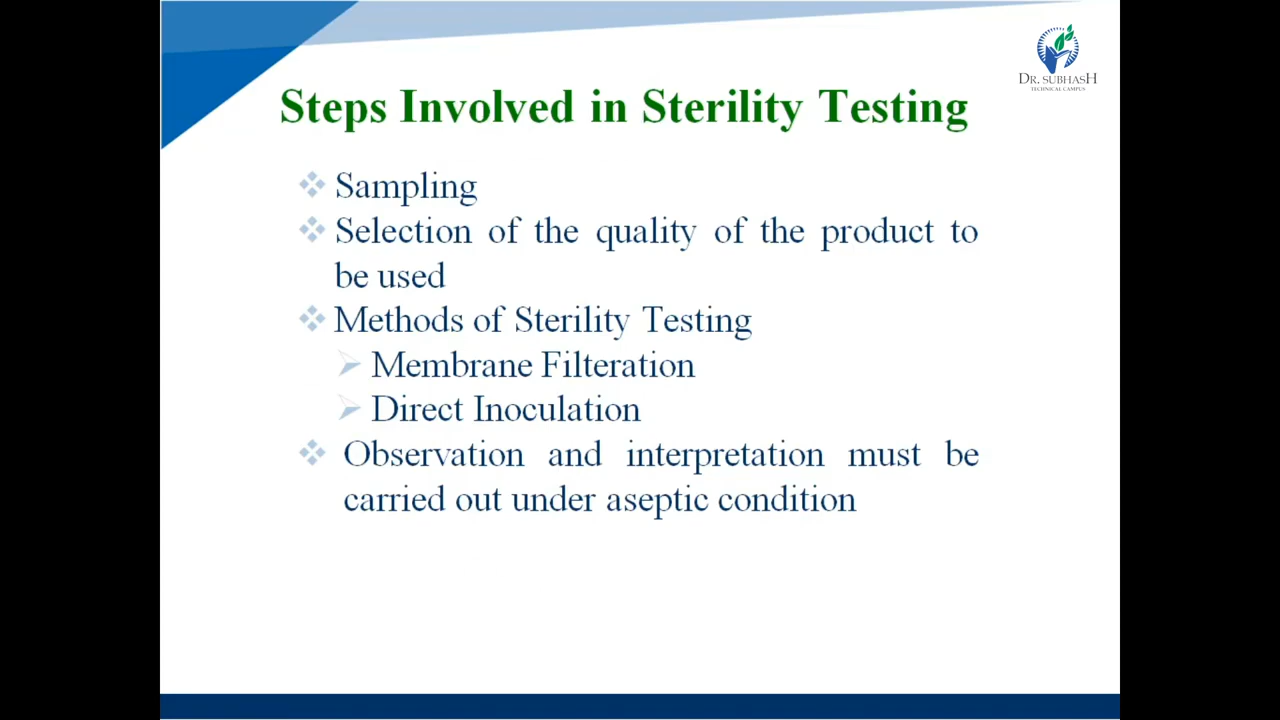 DR. SUBHASH
TECHNICAL CAMPUS
Steps Involved in Sterility Testing
Sampling
Selection of the quality of the product to
be used
Methods of Sterility Testing
Membrane Filteration
Direct Inoculation
Observation and interpretation must be
carried out under aseptic condition